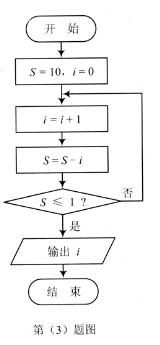 开 始
S = 10, i = 0
i = i + 1
S = S - i
S ≤ 1 ?
否
是
输出 i
结 束
第 (3) 题图